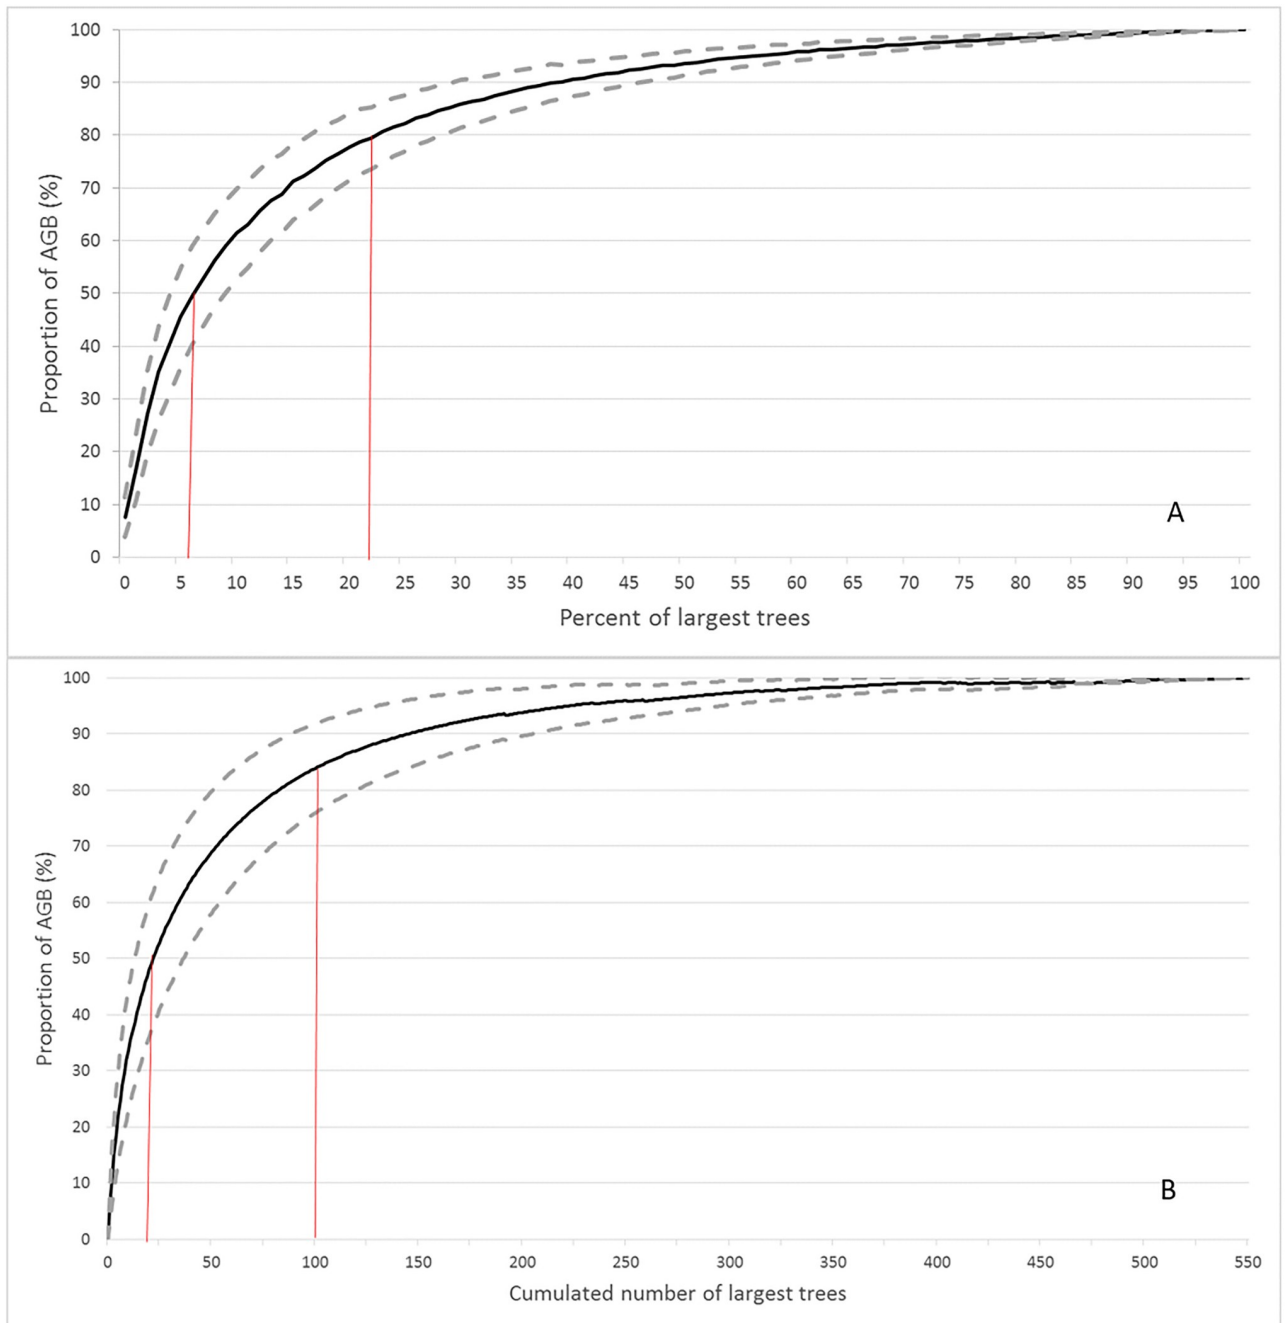 100
90
80
70
60
50
40
30
20
10
0
Proportion of AGB (%)
A
0 5 10 15 20 25 30 35 40 45 50 55 60 65 70 75 80 85 90 95 100
Percent of largest trees
100
90
80
70
60
50
40
30
20
10
0
Proportion of AGB (%)
B
0 50 100 150 200 250 300 350 400 450 500 550
Cumulated number of largest trees